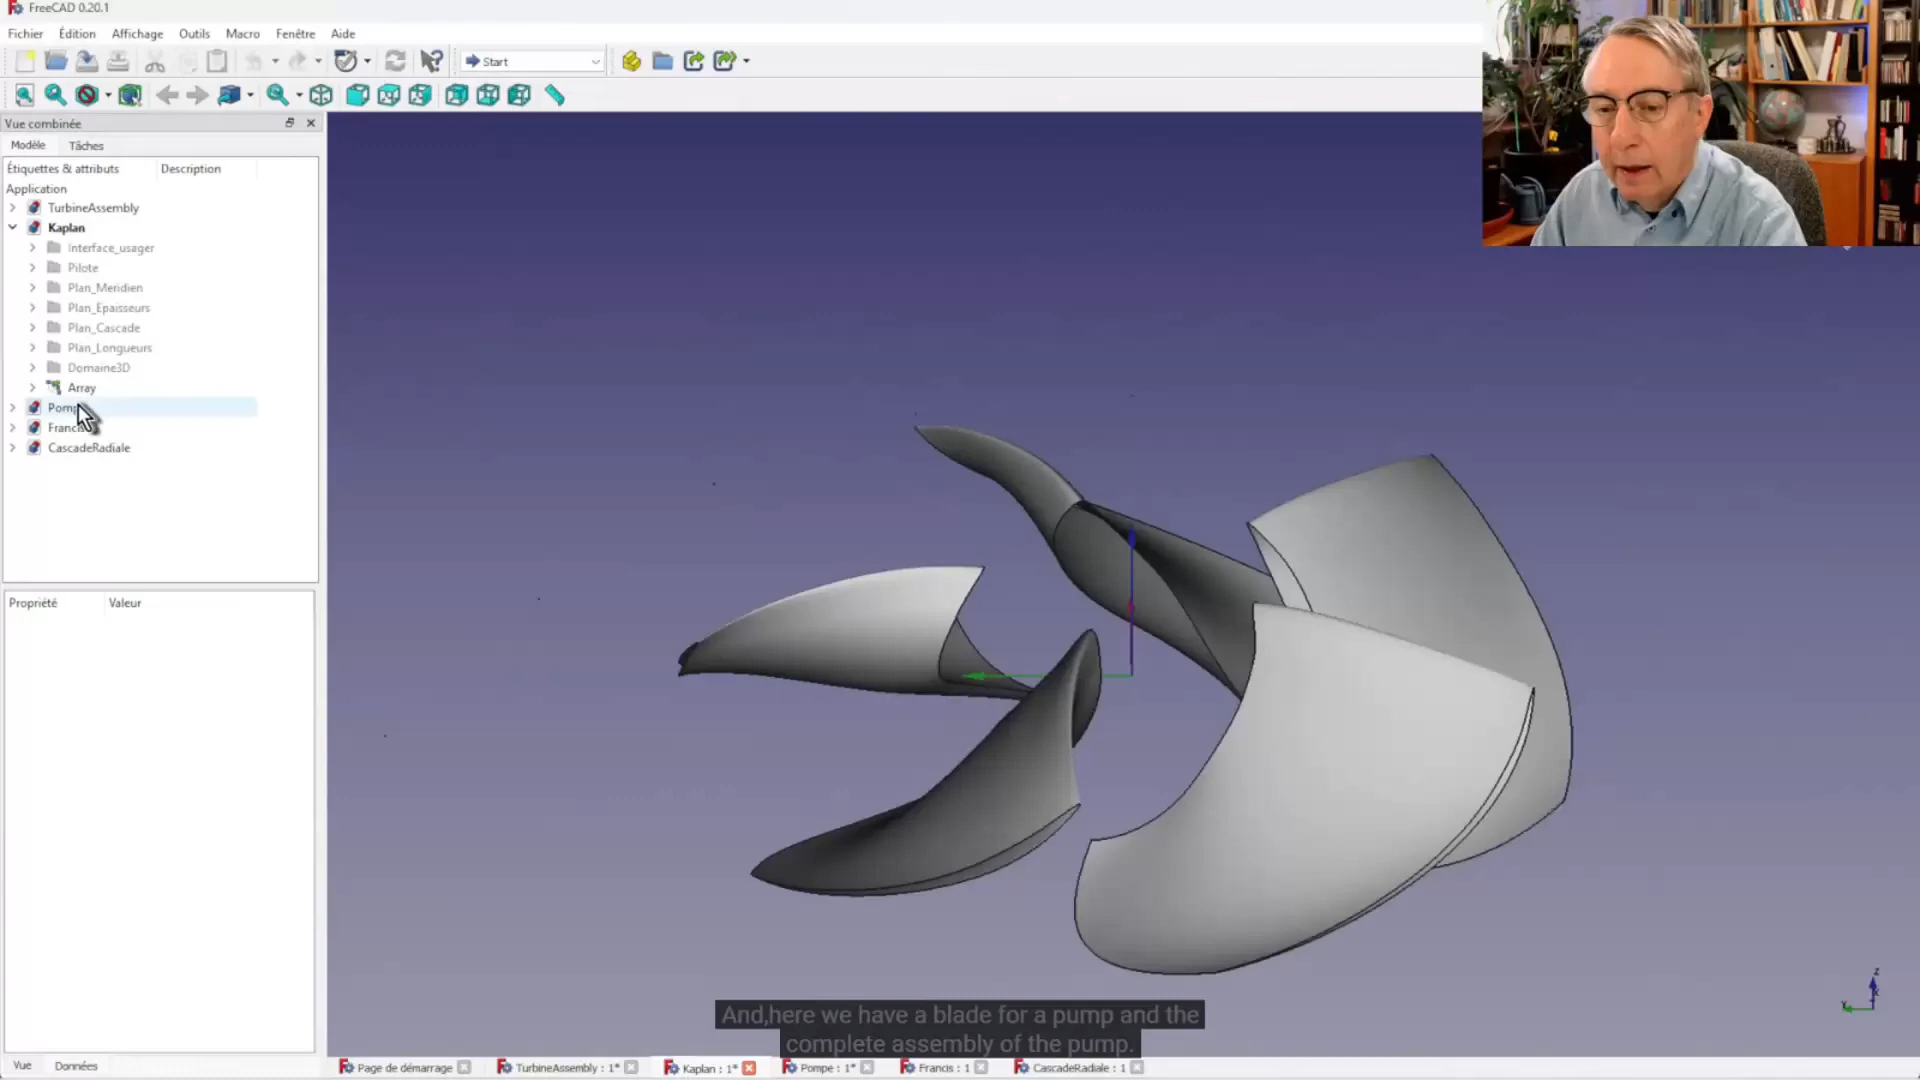 FreeCAD 0.20.1
Fichier Édition Affichage Outils Macro Fenêtre Aide
Start
Vue combinée
Modèle Tâches
Étiquettes & attributs Description
Application
TurbineAssembly
Kaplan
Interface_usager
Pilote
Plan_Meridien
Plan_Epaisseurs
Plan_Cascade
Plan_Longueurs
Domaine3D
Array
CascadeRadiale
Propriété Valeur
Z
Y
And,here we have a blade for a pump and the
complete assembly of the pump.
Vue Données
Page de démarrage TurbineAssembly : 1* Kaplan : 1* Pompe : 1* Francis : 1 CascadeRadiale : 1